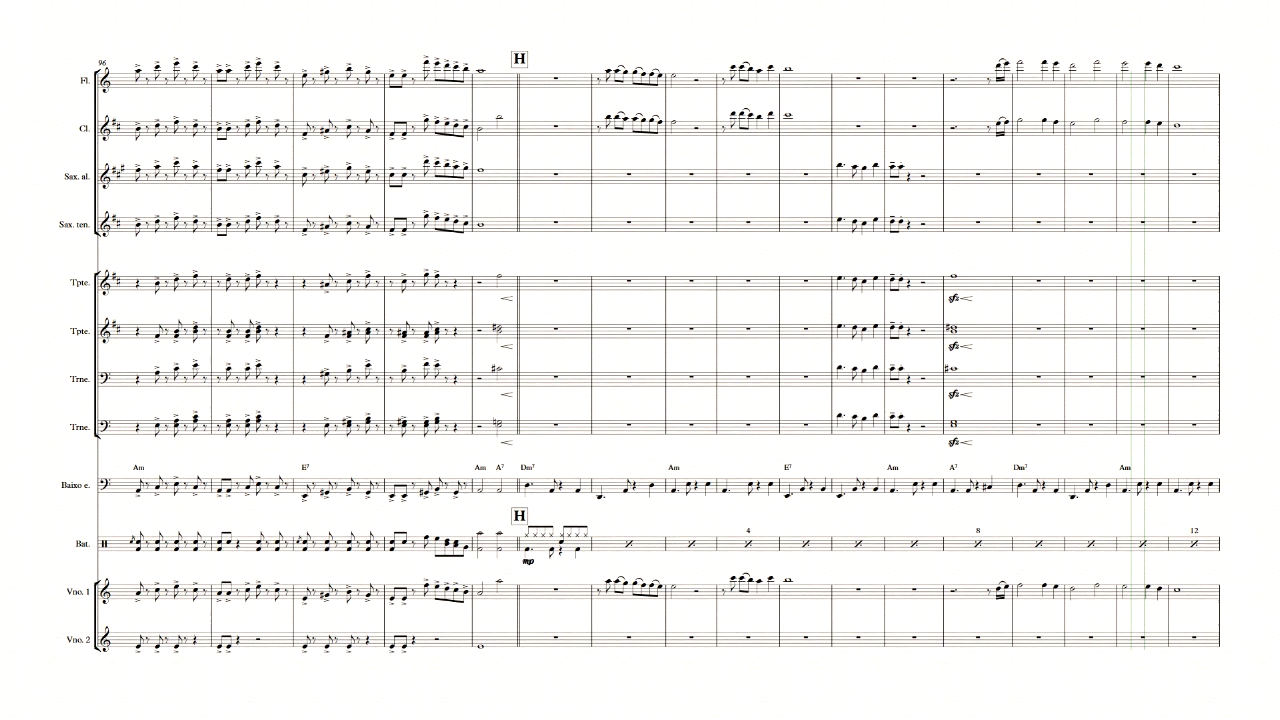 96
H
Fl.
Cl.
Sax. al.
Sax. ten.
Tpte.
Tpte.
sfz
Trne.
sfz
Trne.
sfz
sfz
Am E7 Am A7 Dm7 Am E7 Am A7 Dm7 Am
Baixo e.
H
4 8 12
Bat.
mp
Vno. 1
Vno. 2